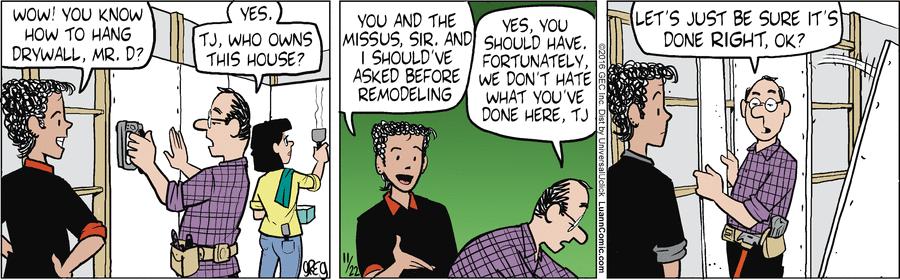 WOW! YOU KNOW
HOW TO HANG
DRYWALL, MR. D?
YES.
TJ, WHO OWNS
THIS HOUSE?
GREG
YOU AND THE
MISSUS, SIR. AND
I SHOULD'VE
ASKED BEFORE
REMODELING
YES, YOU
SHOULD HAVE.
FORTUNATELY,
WE DON'T HATE
WHAT YOU'VE
DONE HERE, TJ
11/22
©2016 GEC Inc. Dist. by Universal Uclick LuannComic.com
LET'S JUST BE SURE IT'S
DONE RIGHT, OK?